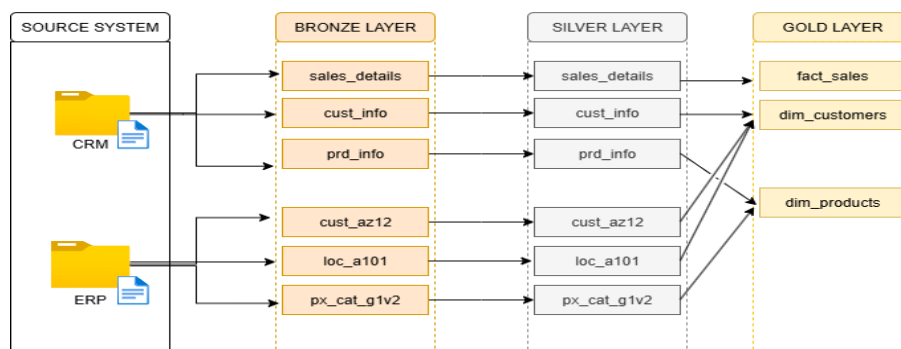 SOURCE SYSTEM
BRONZE LAYER
SILVER LAYER
GOLD LAYER
CRM
ERP
sales_details
cust_info
prd_info
cust_az12
loc_a101
px_cat_g1v2
sales_details
cust_info
prd_info
cust_az12
loc_a101
px_cat_g1v2
fact_sales
dim_customers
dim_products